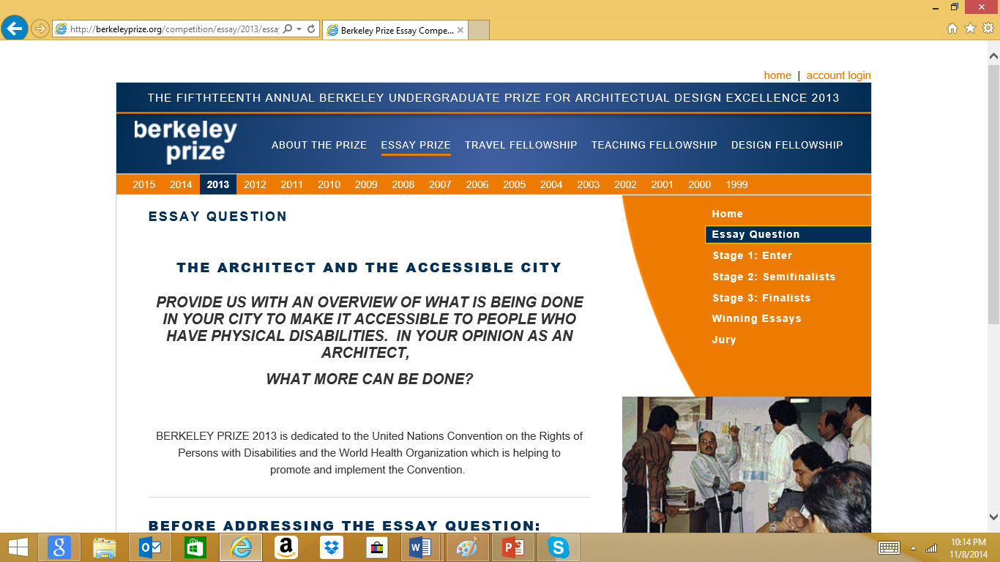 http://berkeleyprize.org/competition/essay/2013/essa
Berkeley Prize Essay Compe...
home | account login
THE FIFTHTEENTH ANNUAL BERKELEY UNDERGRADUATE PRIZE FOR ARCHITECTUAL DESIGN EXCELLENCE 2013
berkeley
prize
ABOUT THE PRIZE ESSAY PRIZE TRAVEL FELLOWSHIP TEACHING FELLOWSHIP DESIGN FELLOWSHIP
2015 2014 2013 2012 2011 2010 2009 2008 2007 2006 2005 2004 2003 2002 2001 2000 1999
ESSAY QUESTION
THE ARCHITECT AND THE ACCESSIBLE CITY
PROVIDE US WITH AN OVERVIEW OF WHAT IS BEING DONE
IN YOUR CITY TO MAKE IT ACCESSIBLE TO PEOPLE WHO
HAVE PHYSICAL DISABILITIES. IN YOUR OPINION AS AN
ARCHITECT,
WHAT MORE CAN BE DONE?
BERKELEY PRIZE 2013 is dedicated to the United Nations Convention on the Rights of
Persons with Disabilities and the World Health Organization which is helping to
promote and implement the Convention.
BEFORE ADDRESSING THE ESSAY QUESTION:
Home
Essay Question
Stage 1: Enter
Stage 2: Semifinalists
Stage 3: Finalists
Winning Essays
Jury
10:14 PM
11/8/2014